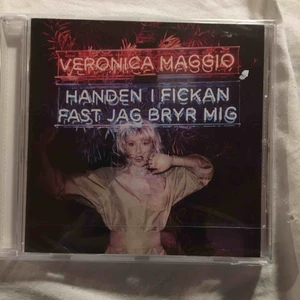 VERONICA MAGGIO
HANDEN I FICKAN
FAST JAG BRYR MIG